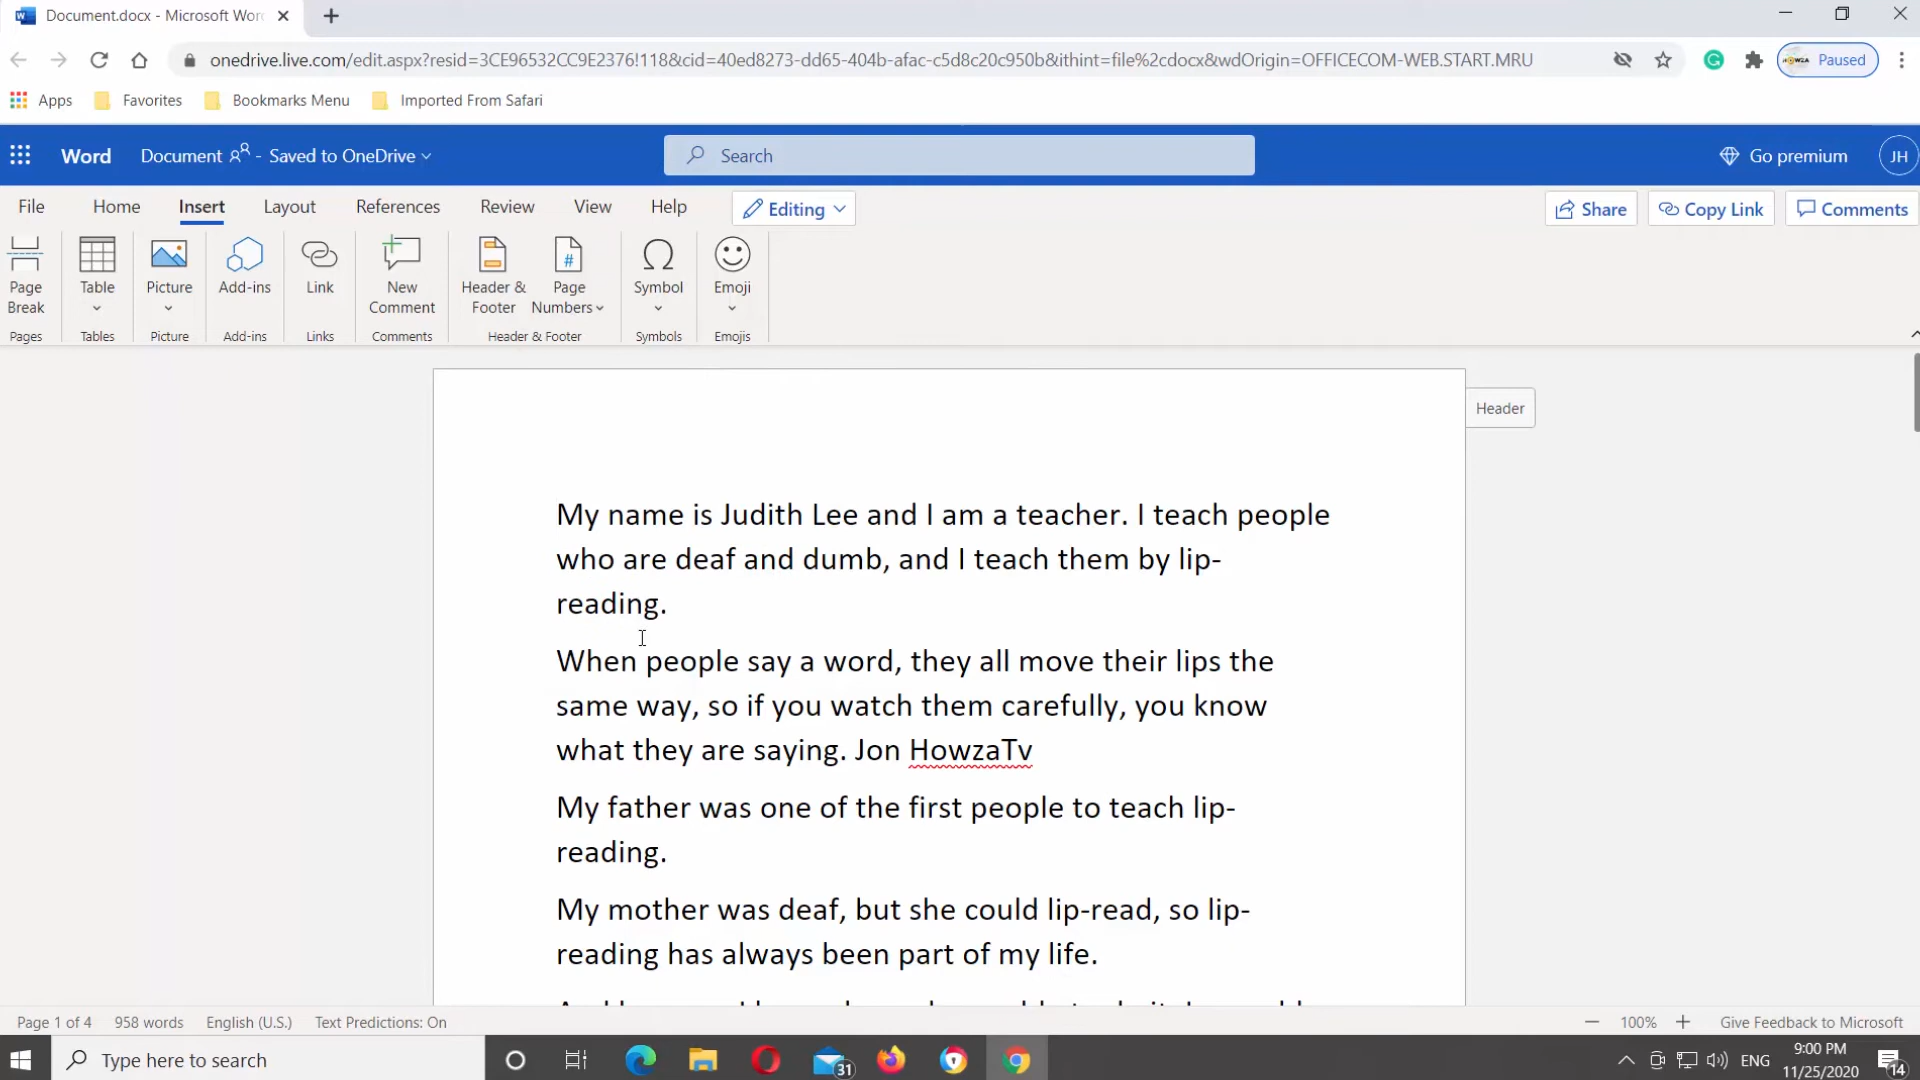 Document.docx - Microsoft Wor
onedrive.live.com/edit.aspx?resid=3CE96532CC9E2376!118&cid=40ed8273-dd65-404b-afac-c5d8c20c950b&ithint=file%2cdocx&wdOrigin=OFFICECOM-WEB.START.MRU
Paused
Apps Favorites Bookmarks Menu Imported From Safari
Word Document - Saved to OneDrive Search Go premium JH
File Home Insert Layout References Review View Help Editing Share Copy Link Comments
Page Break Table Picture Add-ins Link New Comment Header & Footer # Page Numbers Symbol Emoji
Pages Tables Picture Add-ins Links Comments Header & Footer Symbols Emojis
Header
My name is Judith Lee and I am a teacher. I teach people
who are deaf and dumb, and I teach them by lip-
reading.
When people say a word, they all move their lips the
same way, so if you watch them carefully, you know
what they are saying. Jon HowzaTv
My father was one of the first people to teach lip-
reading.
My mother was deaf, but she could lip-read, so lip-
reading has always been part of my life.
Page 1 of 4 958 words English (U.S.) Text Predictions: On 100% Give Feedback to Microsoft
Type here to search 31 ENG 9:00 PM
11/25/2020 14